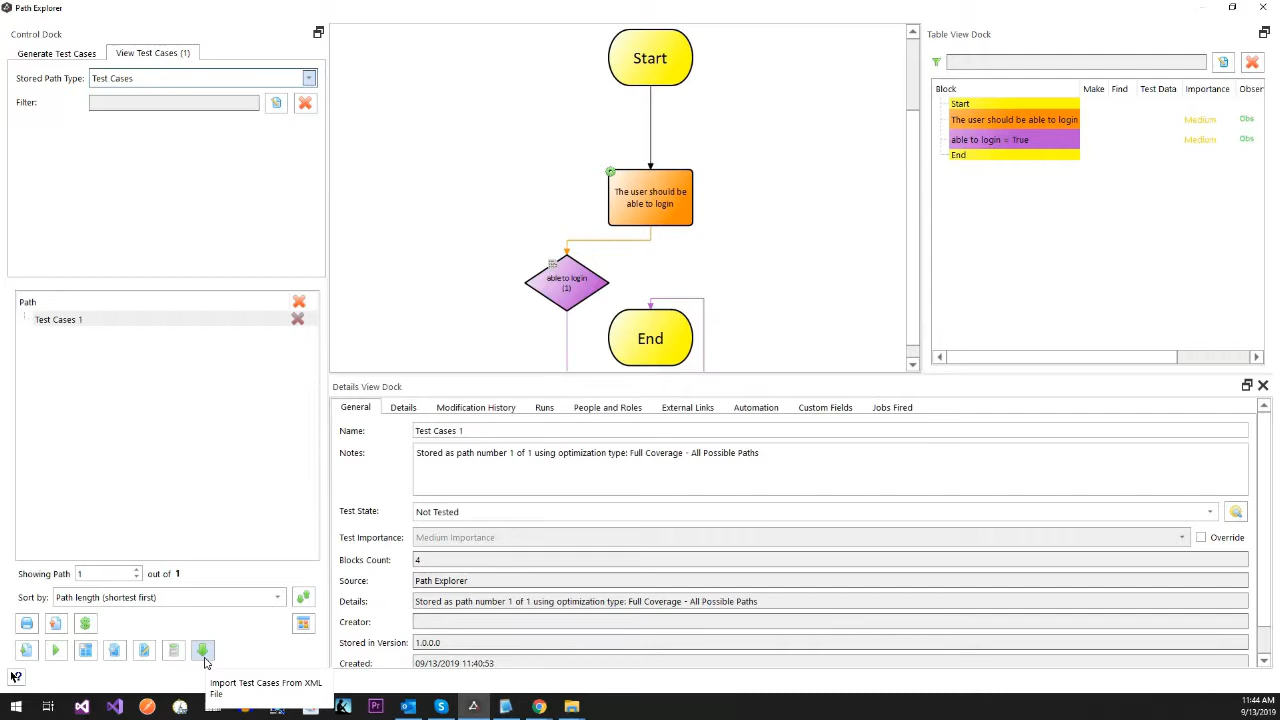 Path Explorer
Control Dock
Generate Test Cases
View Test Cases (1)
Stored Path Type:
Test Cases
Filter:
Path
Test Cases 1
Showing Path
1
out of 1
Sort by:
Path length (shortest first)
Import Test Cases From XML
File
Start
The user should be
able to login
able to login
(1)
End
Table View Dock
Block
Make
Find
Test Data
Importance
Obser
Start
The user should be able to login
Medium
Obs
able to login = True
Medium
Obs
End
Details View Dock
General
Details
Modification History
Runs
People and Roles
External Links
Automation
Custom Fields
Jobs Fired
Name:
Test Cases 1
Notes:
Stored as path number 1 of 1 using optimization type: Full Coverage - All Possible Paths
Test State:
Not Tested
Test Importance:
Medium Importance
Override
Blocks Count:
4
Source:
Path Explorer
Details:
Stored as path number 1 of 1 using optimization type: Full Coverage - All Possible Paths
Creator:
Stored in Version:
1.0.0.0
Created:
09/13/2019 11:40:53
Pr
11:44 AM
9/13/2019